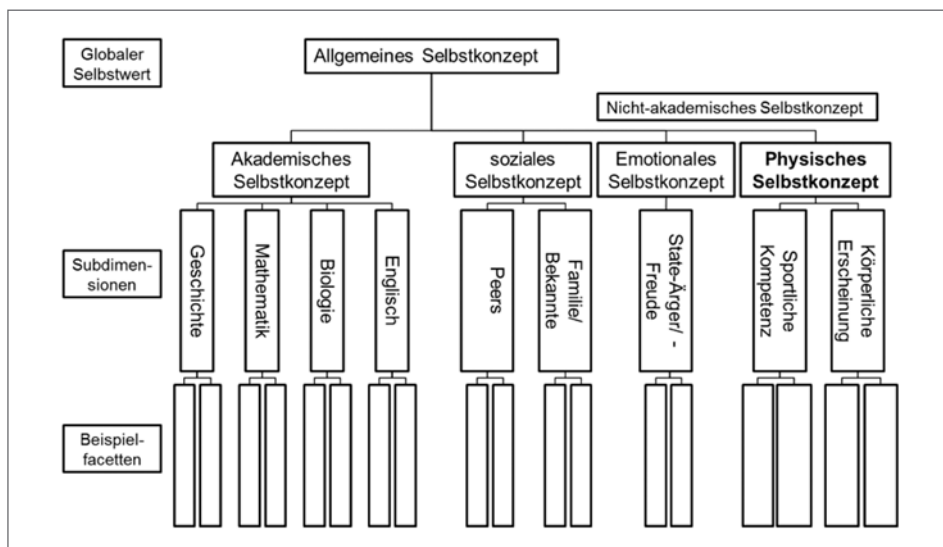 Globaler
Selbstwert
Allgemeines Selbstkonzept
Nicht-akademisches Selbstkonzept
Akademisches
Selbstkonzept
soziales
Selbstkonzept
Emotionales
Selbstkonzept
Physisches
Selbstkonzept
Subdimen-
sionen
Geschichte
Mathematik
Biologie
Englisch
Peers
Familie/
Bekannte
State-Ärger/ -
Freude
Sportliche
Kompetenz
Körperliche
Erscheinung
Beispiel-
facetten